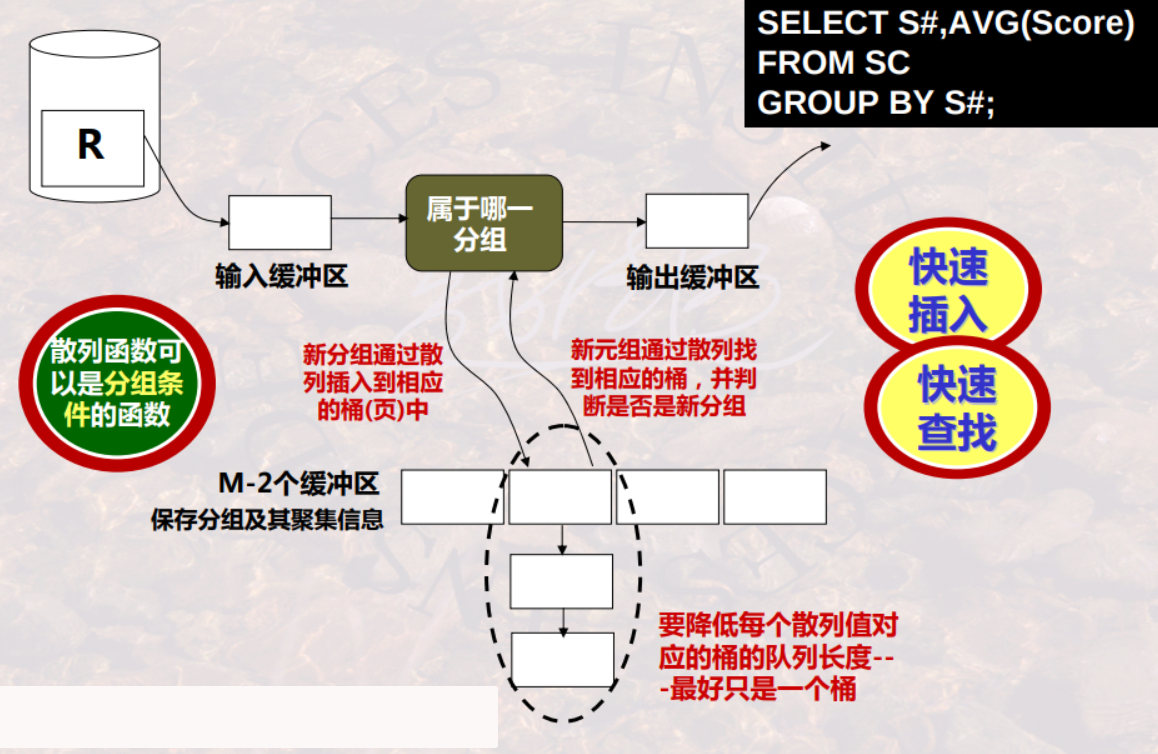 SELECT S#,AVG(Score)
FROM SC
GROUP BY S#;
R
属于哪一
分组
输入缓冲区
输出缓冲区
快速
插入
快速
查找
散列函数可
以是分组条
件的函数
新分组通过散
列插入到相应
的桶(页)中
新元组通过散列找
到相应的桶，并判
断是否是新分组
M-2个缓冲区
保存分组及其聚集信息
要降低每个散列值对
应的桶的队列长度--
-最好只是一个桶